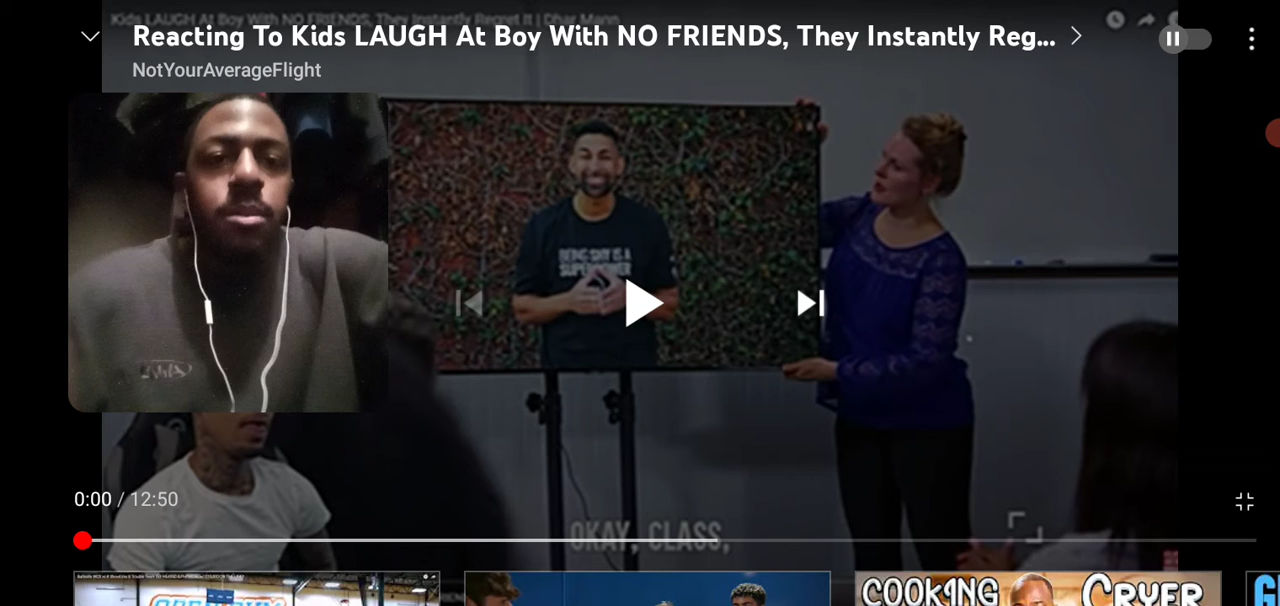 Kids LAUGH At Boy With NO FRIENDS, They Instantly Regret It | Dhar Mann
Reacting To Kids LAUGH At Boy With NO FRIENDS, They Instantly Reg...
NotYourAverageFlight
BEING SHY IS A
SUPERPOWER
0:00 / 12:50
OKAY, CLASS,
COOKING
CRYER